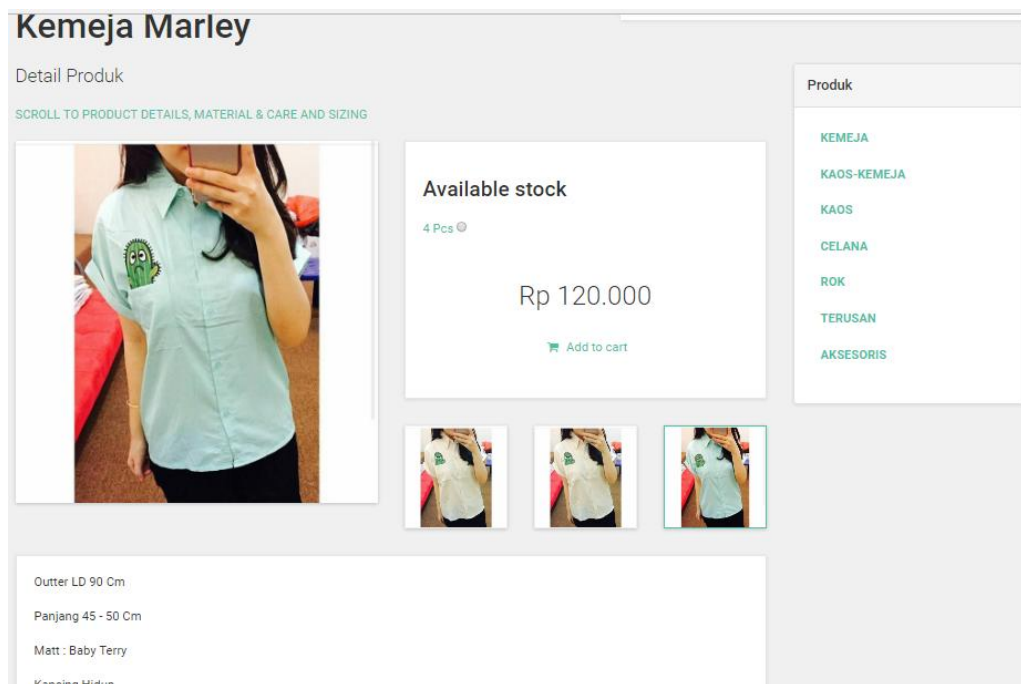 Kemeja Marley
Detail Produk
SCROLL TO PRODUCT DETAILS, MATERIAL & CARE AND SIZING
Available stock
4 Pcs
Rp 120.000
Add to cart
Produk
KEMEJA
KAOS-KEMEJA
KAOS
CELANA
ROK
TERUSAN
AKSESORIS
Outter LD 90 Cm
Panjang 45 - 50 Cm
Matt : Baby Terry
Kancing Hidup